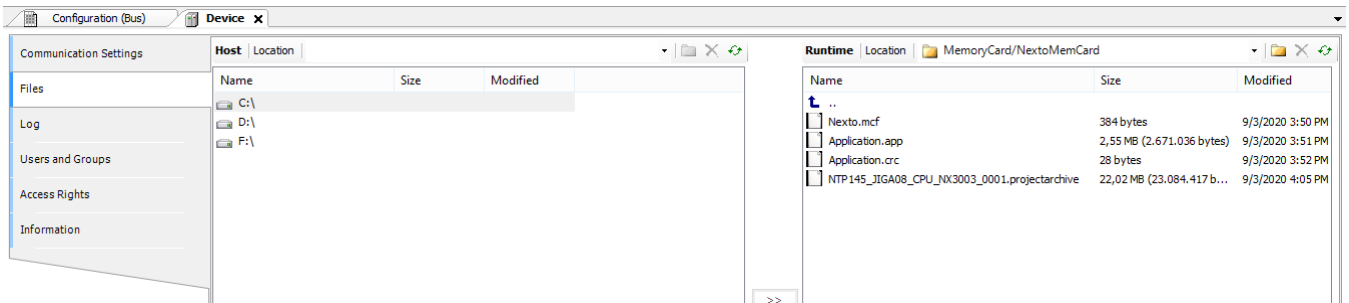 Configuration (Bus) Device
Communication Settings
Files
Log
Users and Groups
Access Rights
Information
Host Location
Name Size Modified
C:\
D:\
F:\
>>
Runtime Location MemoryCard/NextoMemCard
Name Size Modified
..
Nexto.mcf 384 bytes 9/3/2020 3:50 PM
Application.app 2,55 MB (2.671.036 bytes) 9/3/2020 3:51 PM
Application.crc 28 bytes 9/3/2020 3:52 PM
NTP145_JIGA08_CPU_NX3003_0001.projectarchive 22,02 MB (23.084.417 b... 9/3/2020 4:05 PM